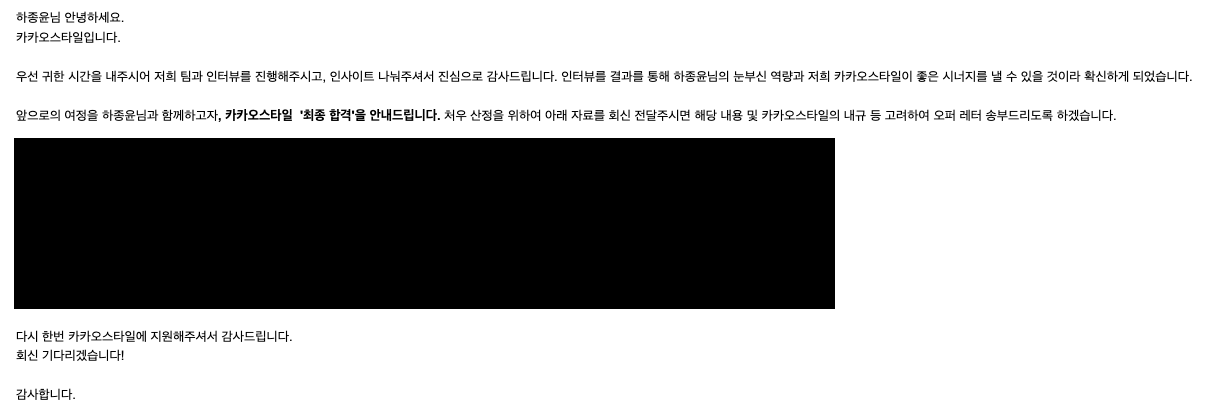 하종윤님 안녕하세요.
카카오스타일입니다.
우선 귀한 시간을 내주시어 저희 팀과 인터뷰를 진행해주시고, 인사이트 나눠주셔서 진심으로 감사드립니다. 인터뷰를 결과를 통해 하종윤님의 눈부신 역량과 저희 카카오스타일이 좋은 시너지를 낼 수 있을 것이라 확신하게 되었습니다.
앞으로의 여정을 하종윤님과 함께하고자, 카카오스타일 '최종 합격'을 안내드립니다. 처우 산정을 위하여 아래 자료를 회신 전달주시면 해당 내용 및 카카오스타일의 내규 등 고려하여 오퍼 레터 송부드리도록 하겠습니다.
다시 한번 카카오스타일에 지원해주셔서 감사드립니다.
회신 기다리겠습니다!
감사합니다.